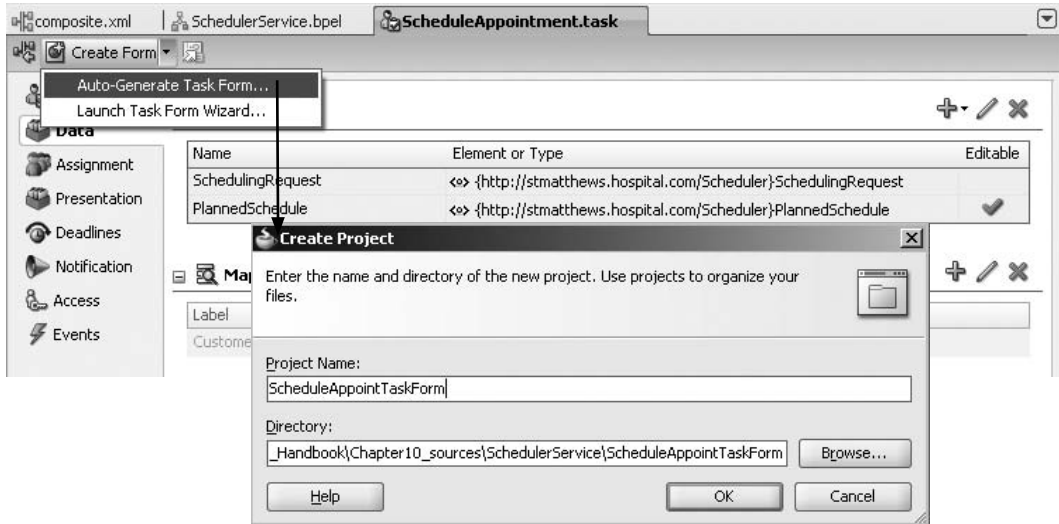 composite.xml SchedulerService.bpel ScheduleAppointment.task
Create Form
Auto-Generate Task Form...
Launch Task Form Wizard...
Data
Assignment
Presentation
Deadlines
Notification
Access
Events
Name Element or Type Editable
SchedulingRequest <o> {http://stmatthews.hospital.com/Scheduler}SchedulingRequest
PlannedSchedule <o> {http://stmatthews.hospital.com/Scheduler}PlannedSchedule
Label
Create Project
Enter the name and directory of the new project. Use projects to organize your
files.
Project Name:
ScheduleAppointTaskForm
Directory:
_Handbook\Chapter10_sources\SchedulerService\ScheduleAppointTaskForm Browse...
Help OK Cancel